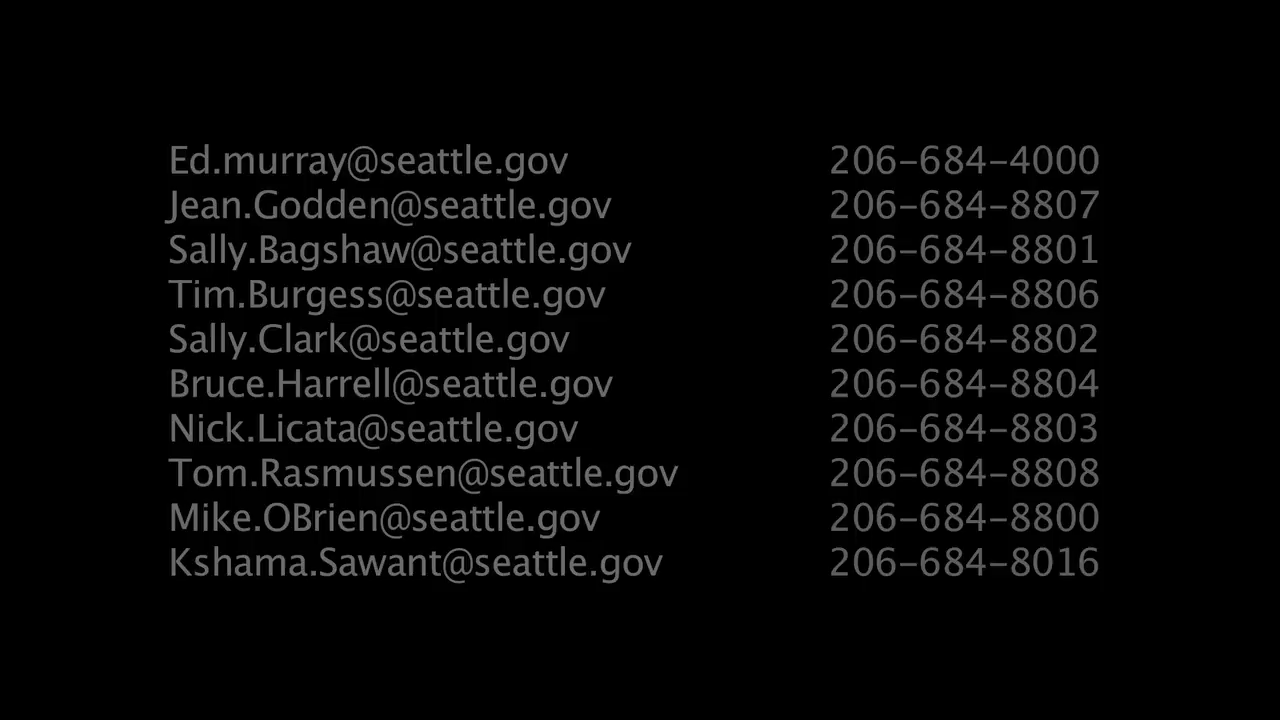 Ed.murray@seattle.gov 206-684-4000
Jean.Godden@seattle.gov 206-684-8807
Sally.Bagshaw@seattle.gov 206-684-8801
Tim.Burgess@seattle.gov 206-684-8806
Sally.Clark@seattle.gov 206-684-8802
Bruce.Harrell@seattle.gov 206-684-8804
Nick.Licata@seattle.gov 206-684-8803
Tom.Rasmussen@seattle.gov 206-684-8808
Mike.OBrien@seattle.gov 206-684-8800
Kshama.Sawant@seattle.gov 206-684-8016